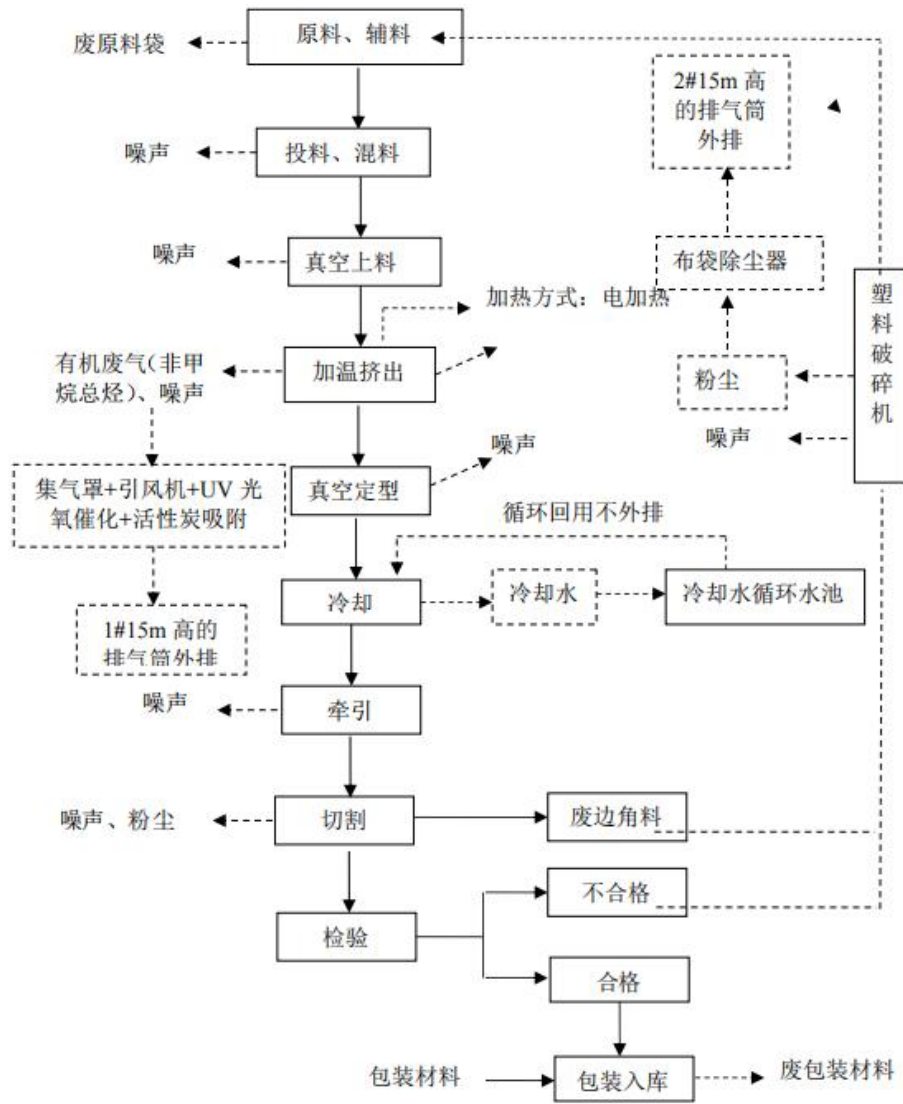 废原料袋
原料、辅料
2#15m 高
的排气筒
外排
噪声
投料、混料
噪声
真空上料
布袋除尘器
加热方式：电加热
塑料破碎机
有机废气(非甲
烷总烃)、噪声
加温挤出
粉尘
噪声
噪声
集气罩+引风机+UV 光
氧催化+活性炭吸附
真空定型
循环回用不外排
冷却
冷却水
冷却水循环水池
1#15m 高的
排气筒外排
噪声
牵引
噪声、粉尘
切割
废边角料
不合格
检验
合格
包装材料
包装入库
废包装材料